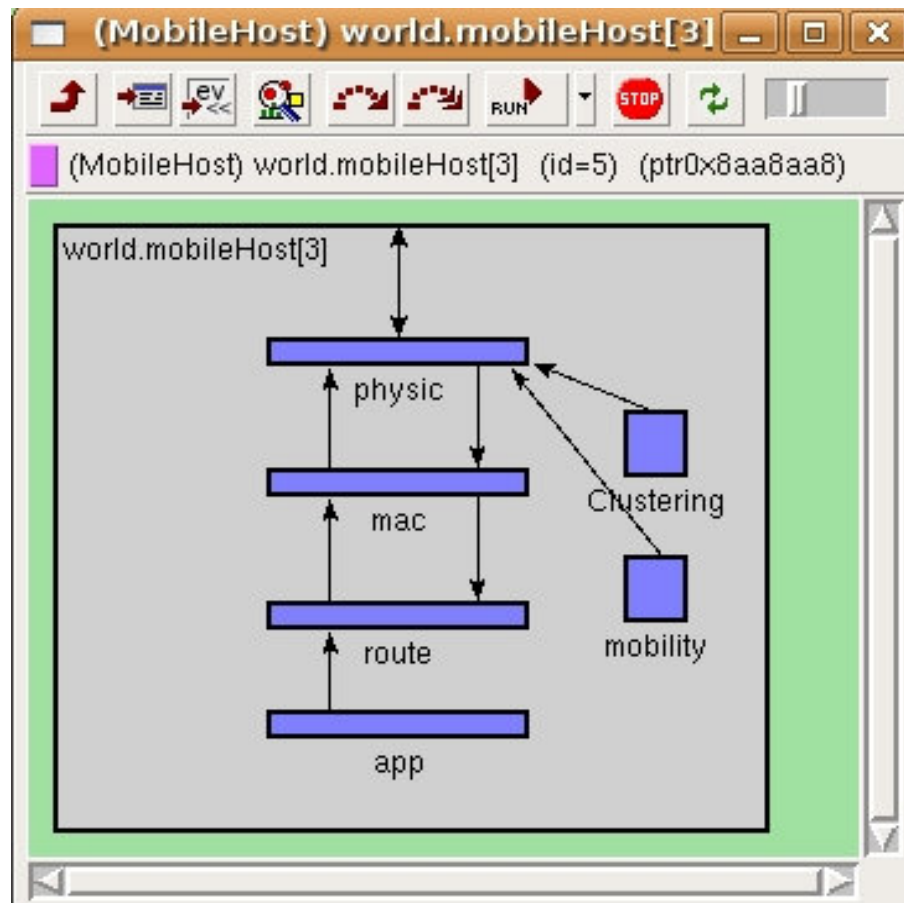 (MobileHost) world.mobileHost[3]
ev
<<
RUN
STOP
(MobileHost) world.mobileHost[3] (id=5) (ptr0x8aa8aa8)
world.mobileHost[3]
physic
Clustering
mac
mobility
route
app